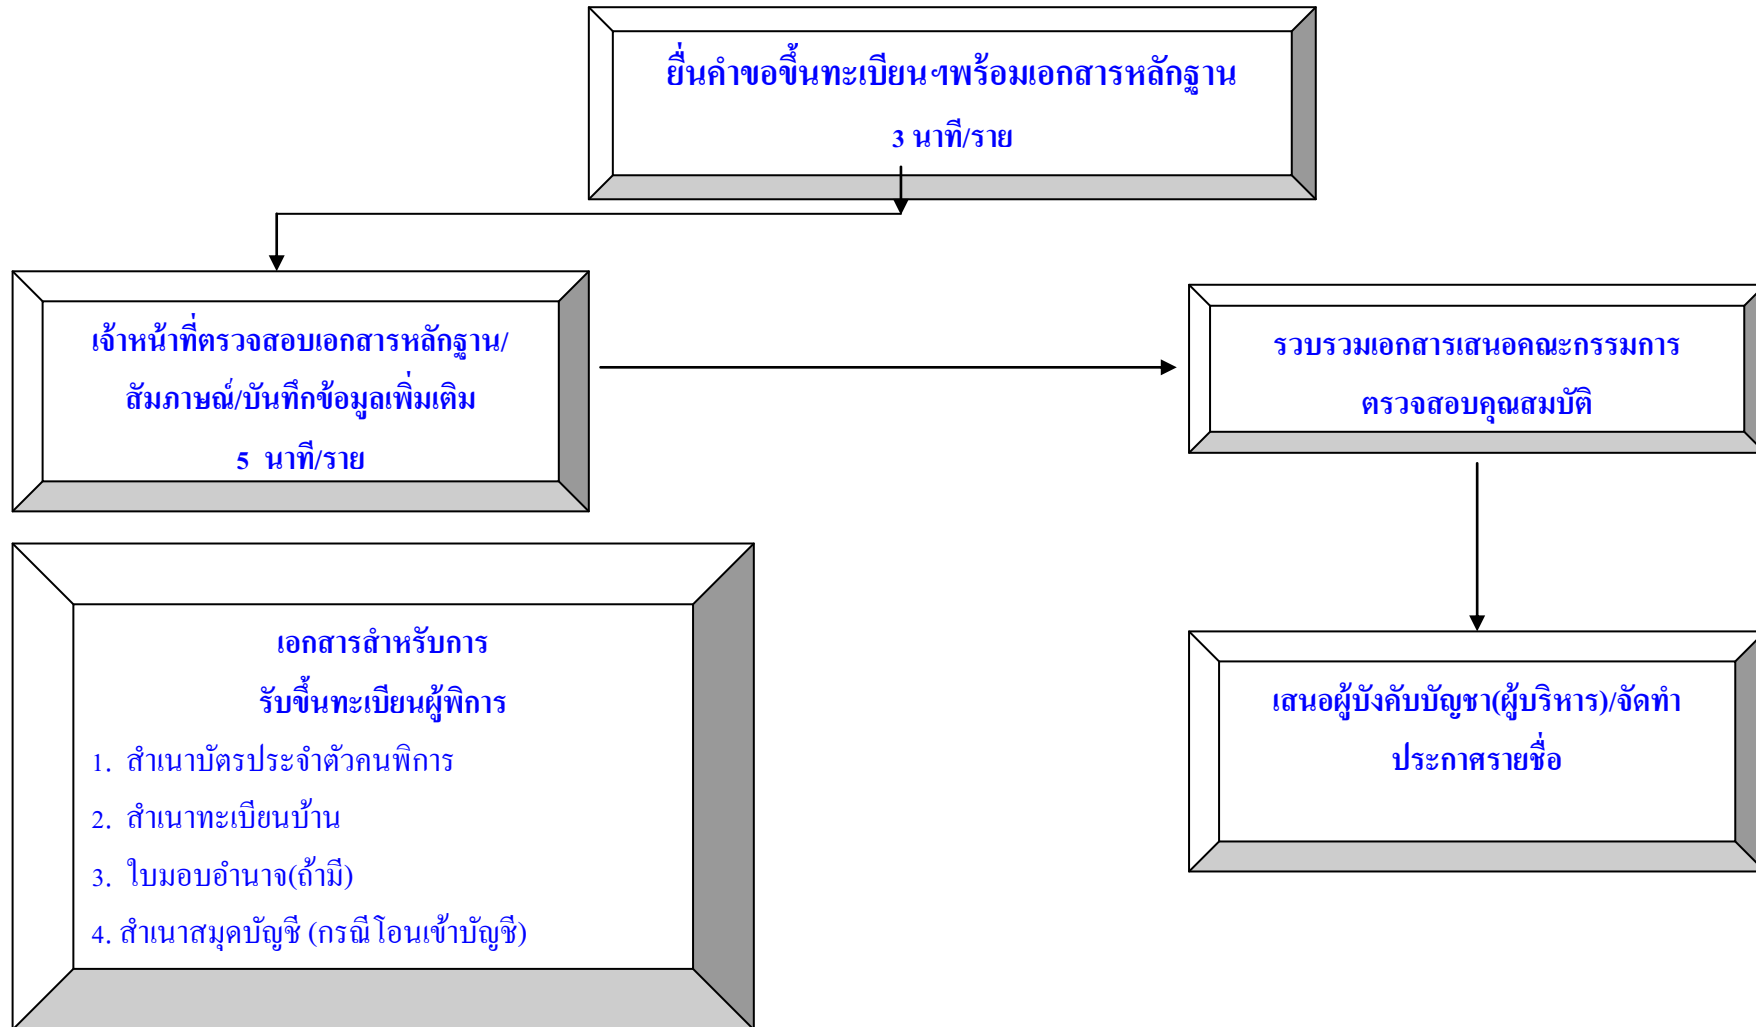 ยื่นคำขอขึ้นทะเบียนฯพร้อมเอกสารหลักฐาน
3 นาที/ราย
เจ้าหน้าที่ตรวจสอบเอกสารหลักฐาน/
สัมภาษณ์/บันทึกข้อมูลเพิ่มเติม
5 นาที/ราย
รวบรวมเอกสารเสนอคณะกรรมการ
ตรวจสอบคุณสมบัติ
เอกสารสำหรับการ
รับขึ้นทะเบียนผู้พิการ
1. สำเนาบัตรประจำตัวคนพิการ
2. สำเนาทะเบียนบ้าน
3. ใบมอบอำนาจ(ถ้ามี)
4. สำเนาสมุดบัญชี (กรณีโอนเข้าบัญชี)
เสนอผู้บังคับบัญชา(ผู้บริหาร)/จัดทำ
ประกาศรายชื่อ